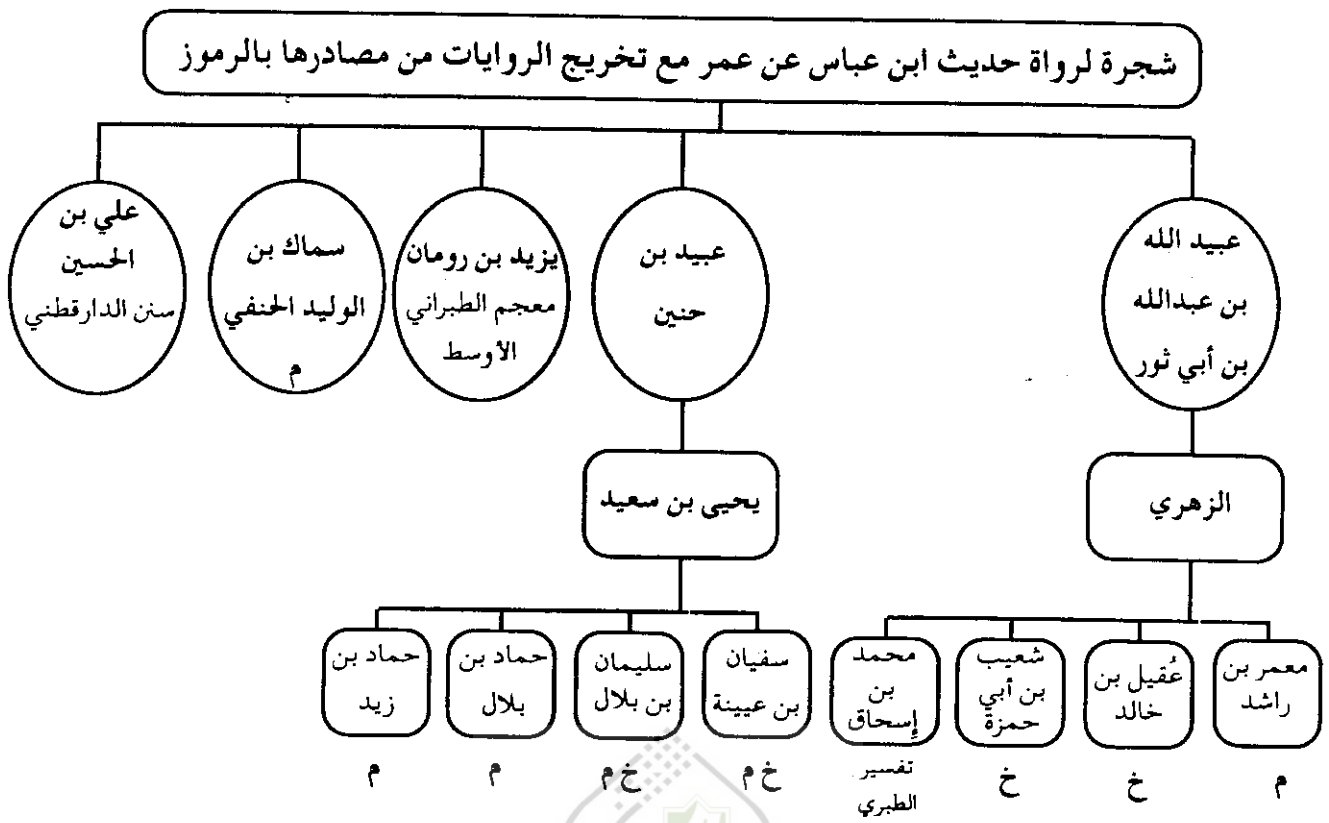 شجرة لرواة حديث ابن عباس عن عمر مع تخريج الروايات من مصادرها بالرموز
عبيد الله
بن عبدالله
بن أبي ثور
عبيد بن
حنين
يزيد بن رومان
معجم الطبراني
الأوسط
سماك بن
الوليد الحنفي
م
علي بن
الحسين
سنن الدارقطني
الزهري
يحيى بن سعيد
معمر بن
راشد
م
عُقيل بن
خالد
خ
شعيب
بن أبي
حمزة
خ
محمد
بن
إسحاق
تفسير
الطبري
سفيان
بن عيينة
خ م
سليمان
بن بلال
خ م
حماد بن
بلال
م
حماد بن
زيد
م